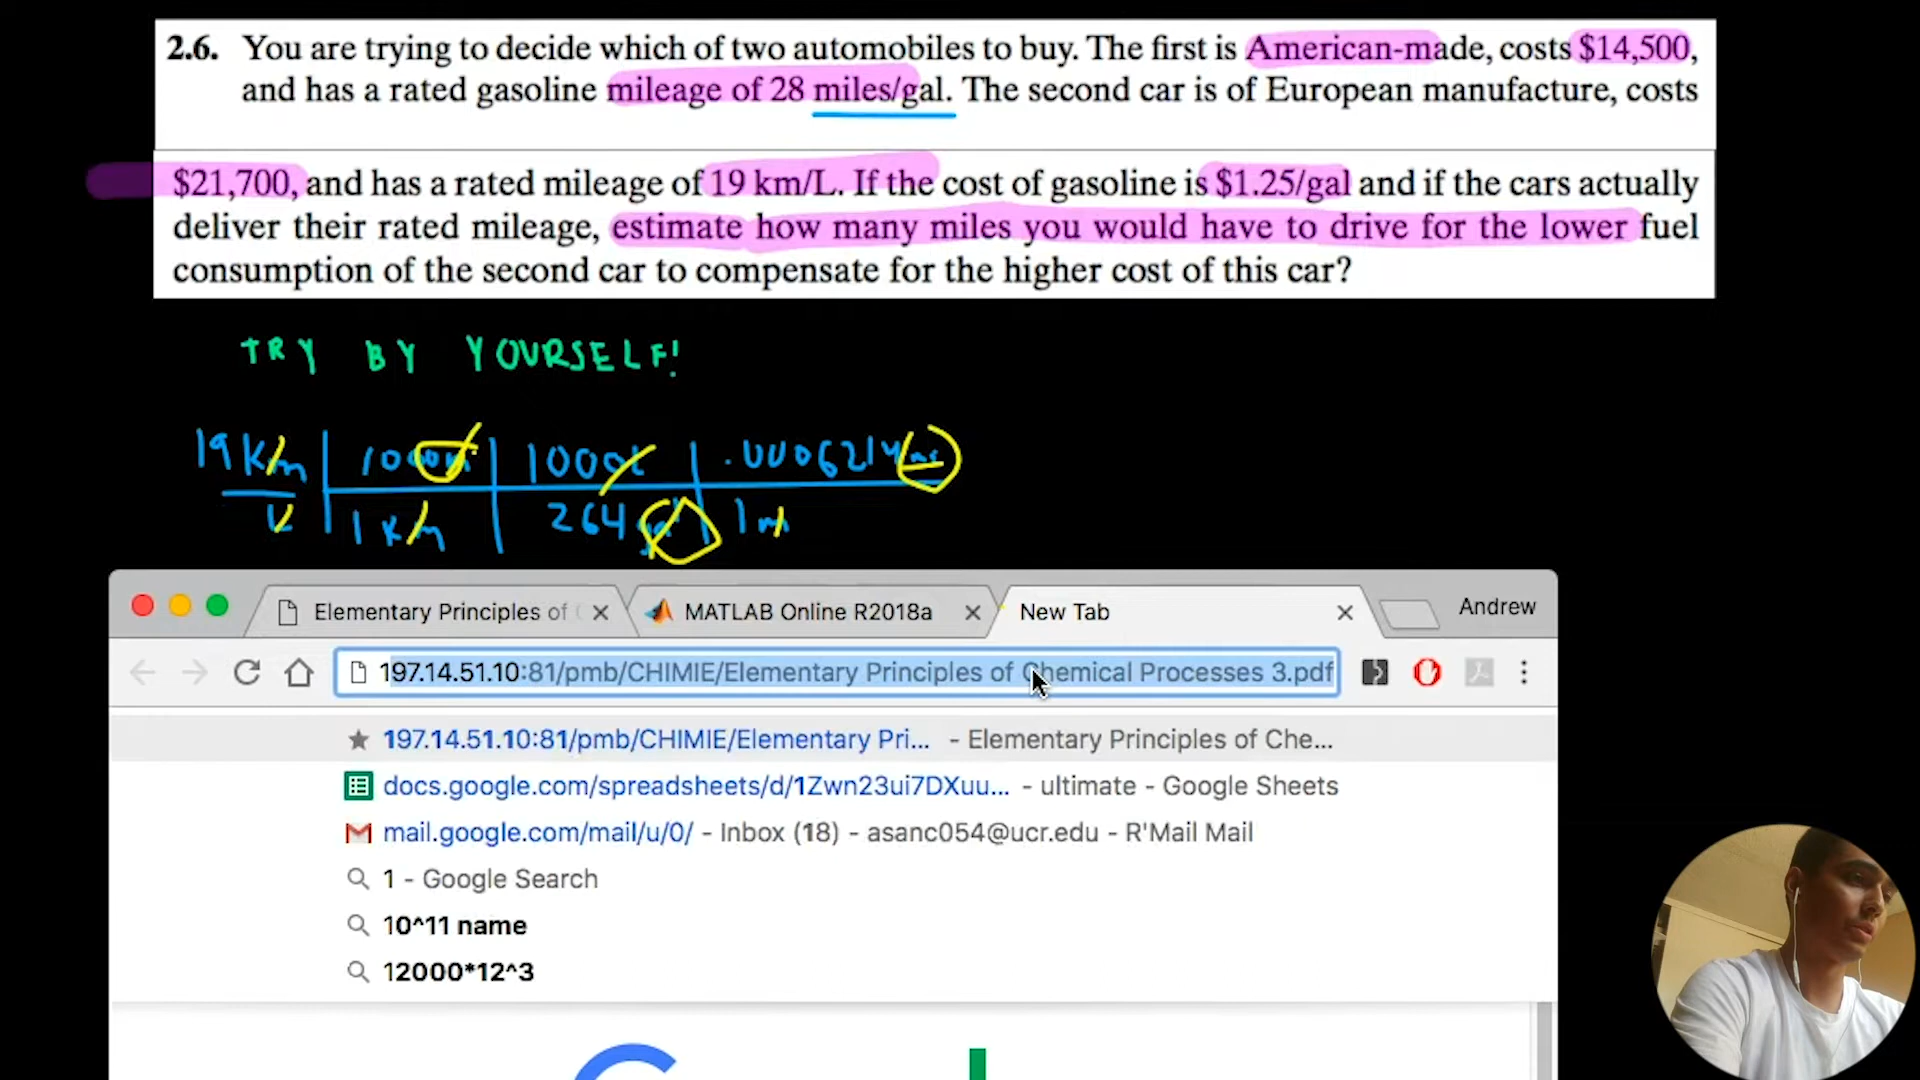 2.6. You are trying to decide which of two automobiles to buy. The first is American-made, costs $14,500,
and has a rated gasoline mileage of 28 miles/gal. The second car is of European manufacture, costs
$21,700, and has a rated mileage of 19 km/L. If the cost of gasoline is $1.25/gal and if the cars actually
deliver their rated mileage, estimate how many miles you would have to drive for the lower fuel
consumption of the second car to compensate for the higher cost of this car?
TRY BY YOURSELF!
19 Km 1000m 1000L .0006214 mi
L 1 Km 264 1 m
Elementary Principles of MATLAB Online R2018a New Tab Andrew
197.14.51.10:81/pmb/CHIMIE/Elementary Principles of Chemical Processes 3.pdf
197.14.51.10:81/pmb/CHIMIE/Elementary Pri... - Elementary Principles of Che...
docs.google.com/spreadsheets/d/1Zwn23ui7DXuu... - ultimate - Google Sheets
mail.google.com/mail/u/0/ - Inbox (18) - asanc054@ucr.edu - R'Mail Mail
1 - Google Search
10^11 name
12000*12^3